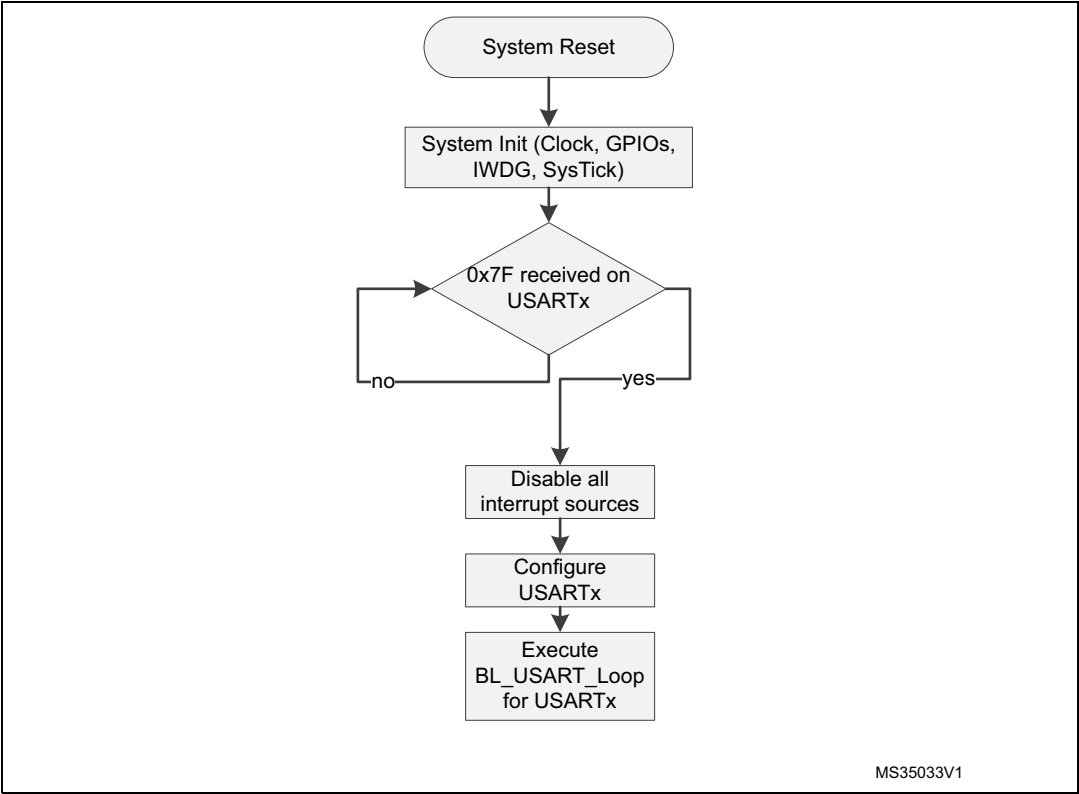 System Reset
System Init (Clock, GPIOs,
IWDG, SysTick)
0x7F received on
USARTx
no
yes
Disable all
interrupt sources
Configure
USARTx
Execute
BL_USART_Loop
for USARTx
MS35033V1